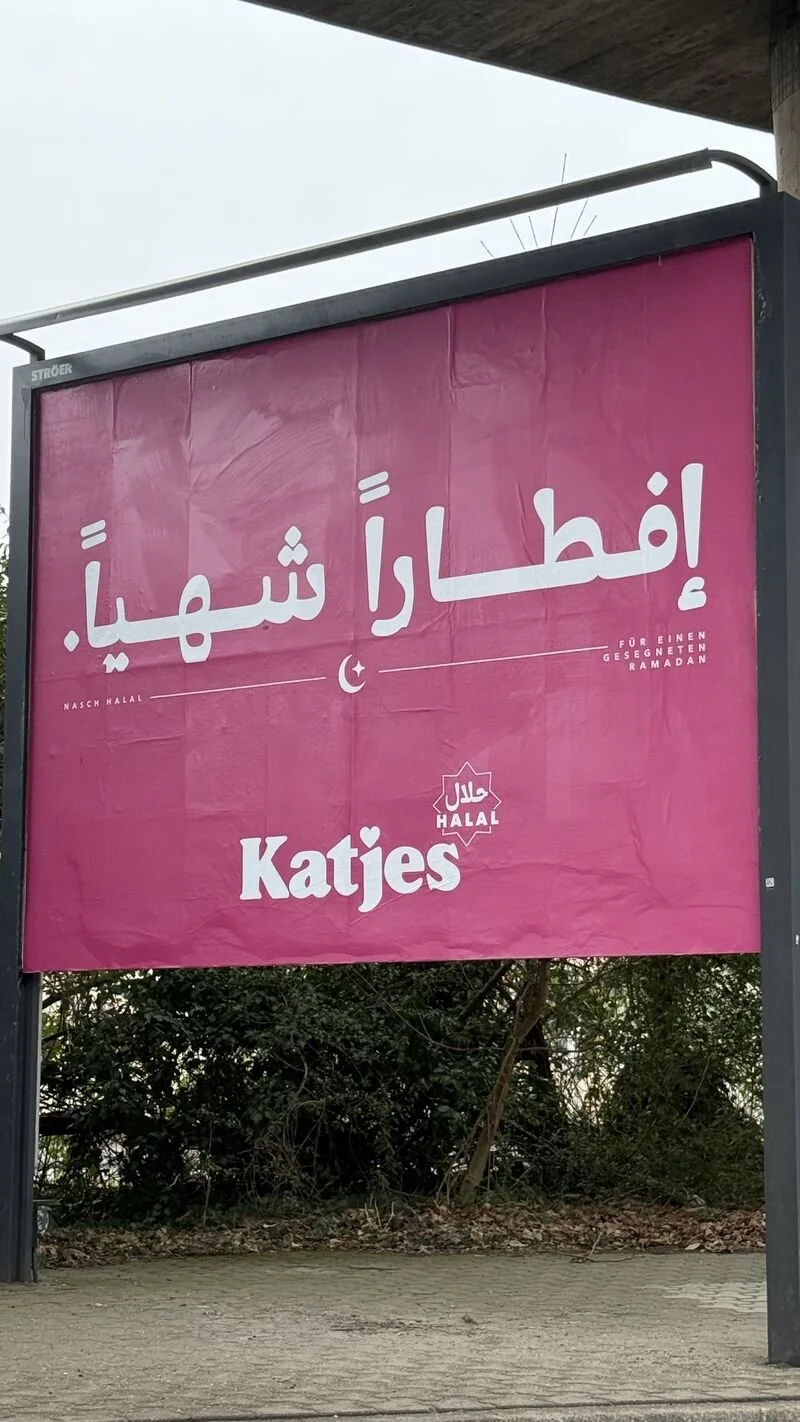 STRÖER
إفطاراً شهياً.
NASCH HALAL
FÜR EINEN
GESEGNETEN
RAMADAN
حلال
HALAL
Katjes